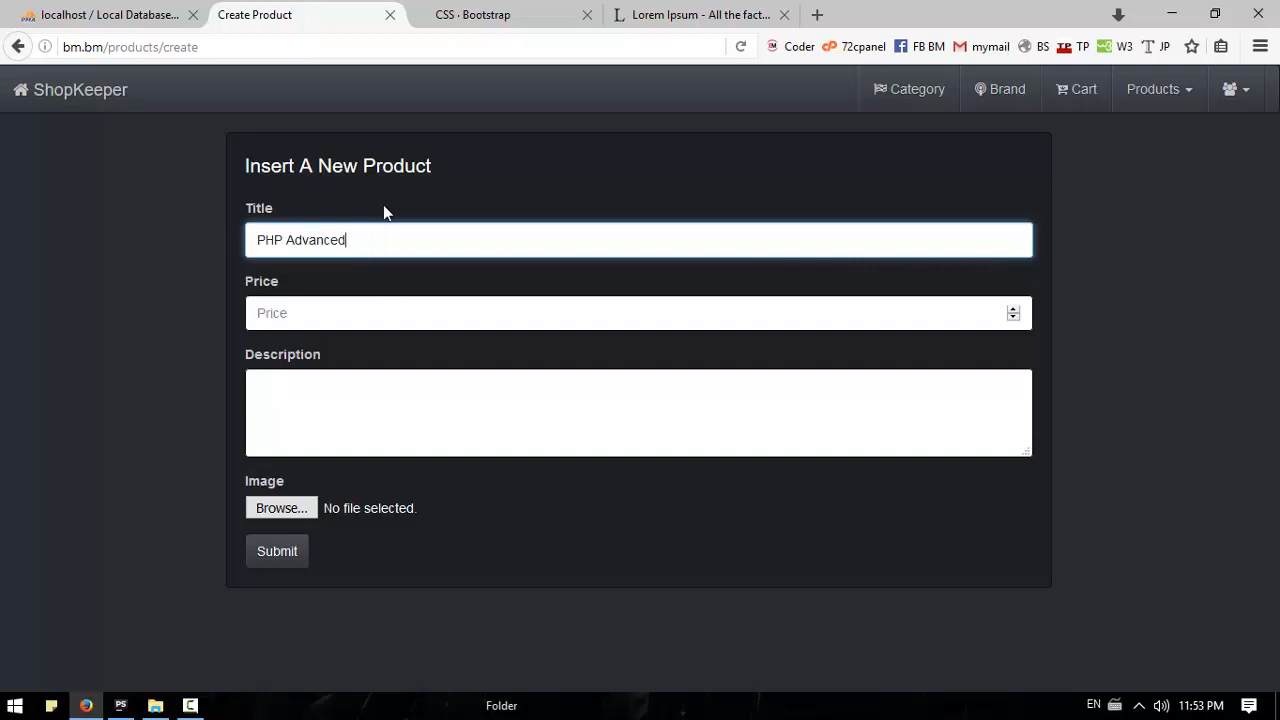 localhost / Local Database...
Create Product
CSS · Bootstrap
Lorem Ipsum - All the fact...
bm.bm/products/create
Coder
72cpanel
FB BM
mymail
BS
TP
W3
JP
ShopKeeper
Category
Brand
Cart
Products
Insert A New Product
Title
PHP Advanced
Price
Price
Description
Image
Browse... No file selected.
Submit
Folder
EN
11:53 PM